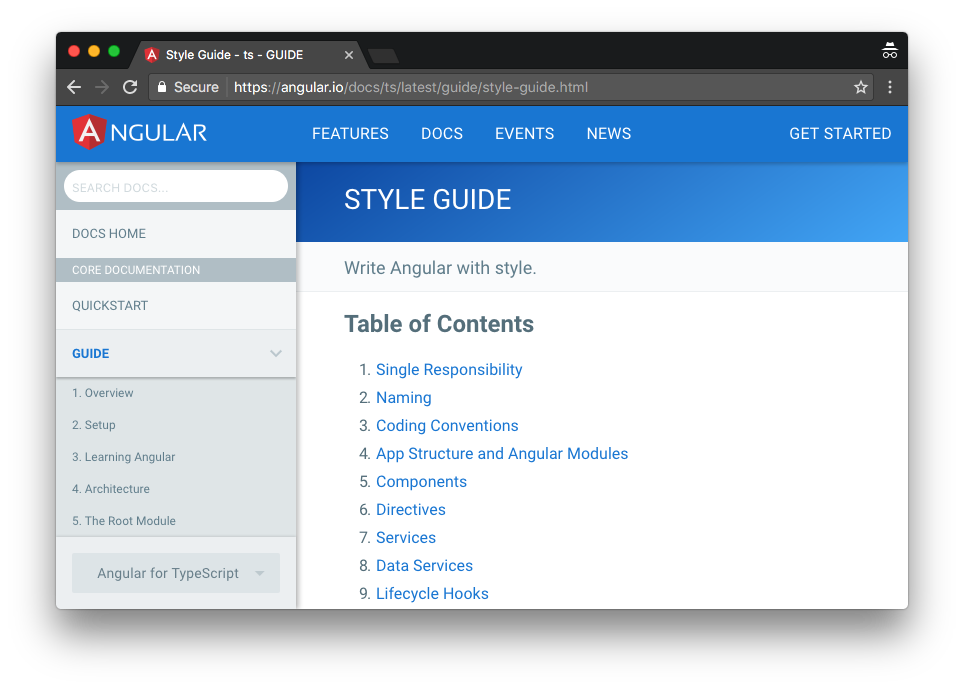 Style Guide - ts - GUIDE
Secure https://angular.io/docs/ts/latest/guide/style-guide.html
ANGULAR FEATURES DOCS EVENTS NEWS GET STARTED
SEARCH DOCS...
DOCS HOME
CORE DOCUMENTATION
QUICKSTART
GUIDE
1. Overview
2. Setup
3. Learning Angular
4. Architecture
5. The Root Module
Angular for TypeScript
STYLE GUIDE
Write Angular with style.
Table of Contents
1. Single Responsibility
2. Naming
3. Coding Conventions
4. App Structure and Angular Modules
5. Components
6. Directives
7. Services
8. Data Services
9. Lifecycle Hooks